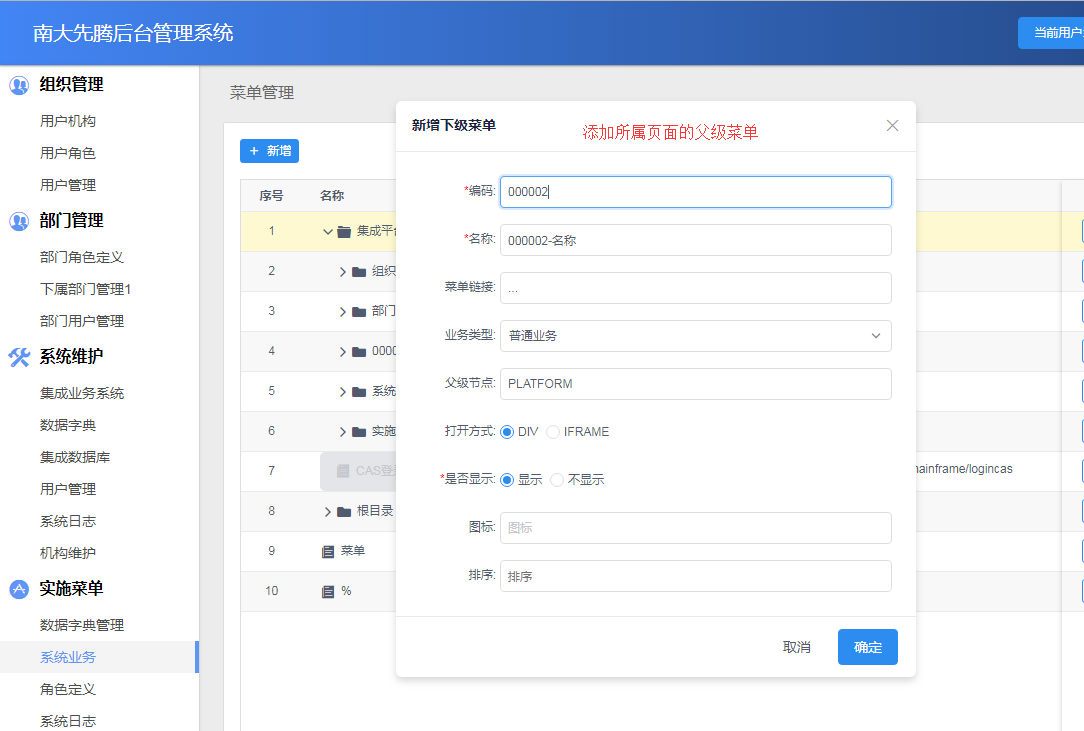 南大先腾后台管理系统
当前用户
组织管理
用户机构
用户角色
用户管理
部门管理
部门角色定义
下属部门管理1
部门用户管理
系统维护
集成业务系统
数据字典
集成数据库
用户管理
系统日志
机构维护
实施菜单
数据字典管理
系统业务
角色定义
系统日志
菜单管理
+ 新增
序号 名称
1 集成平
2 组织
3 部门
4 0000
5 系统
6 实施
7 CAS登 mainframe/logincas
8 根目录
9 菜单
10 %
新增下级菜单
添加所属页面的父级菜单
*编码: 000002
*名称: 000002-名称
菜单链接: ...
业务类型: 普通业务
父级节点: PLATFORM
打开方式: DIV IFRAME
*是否显示: 显示 不显示
图标: 图标
排序: 排序
取消 确定